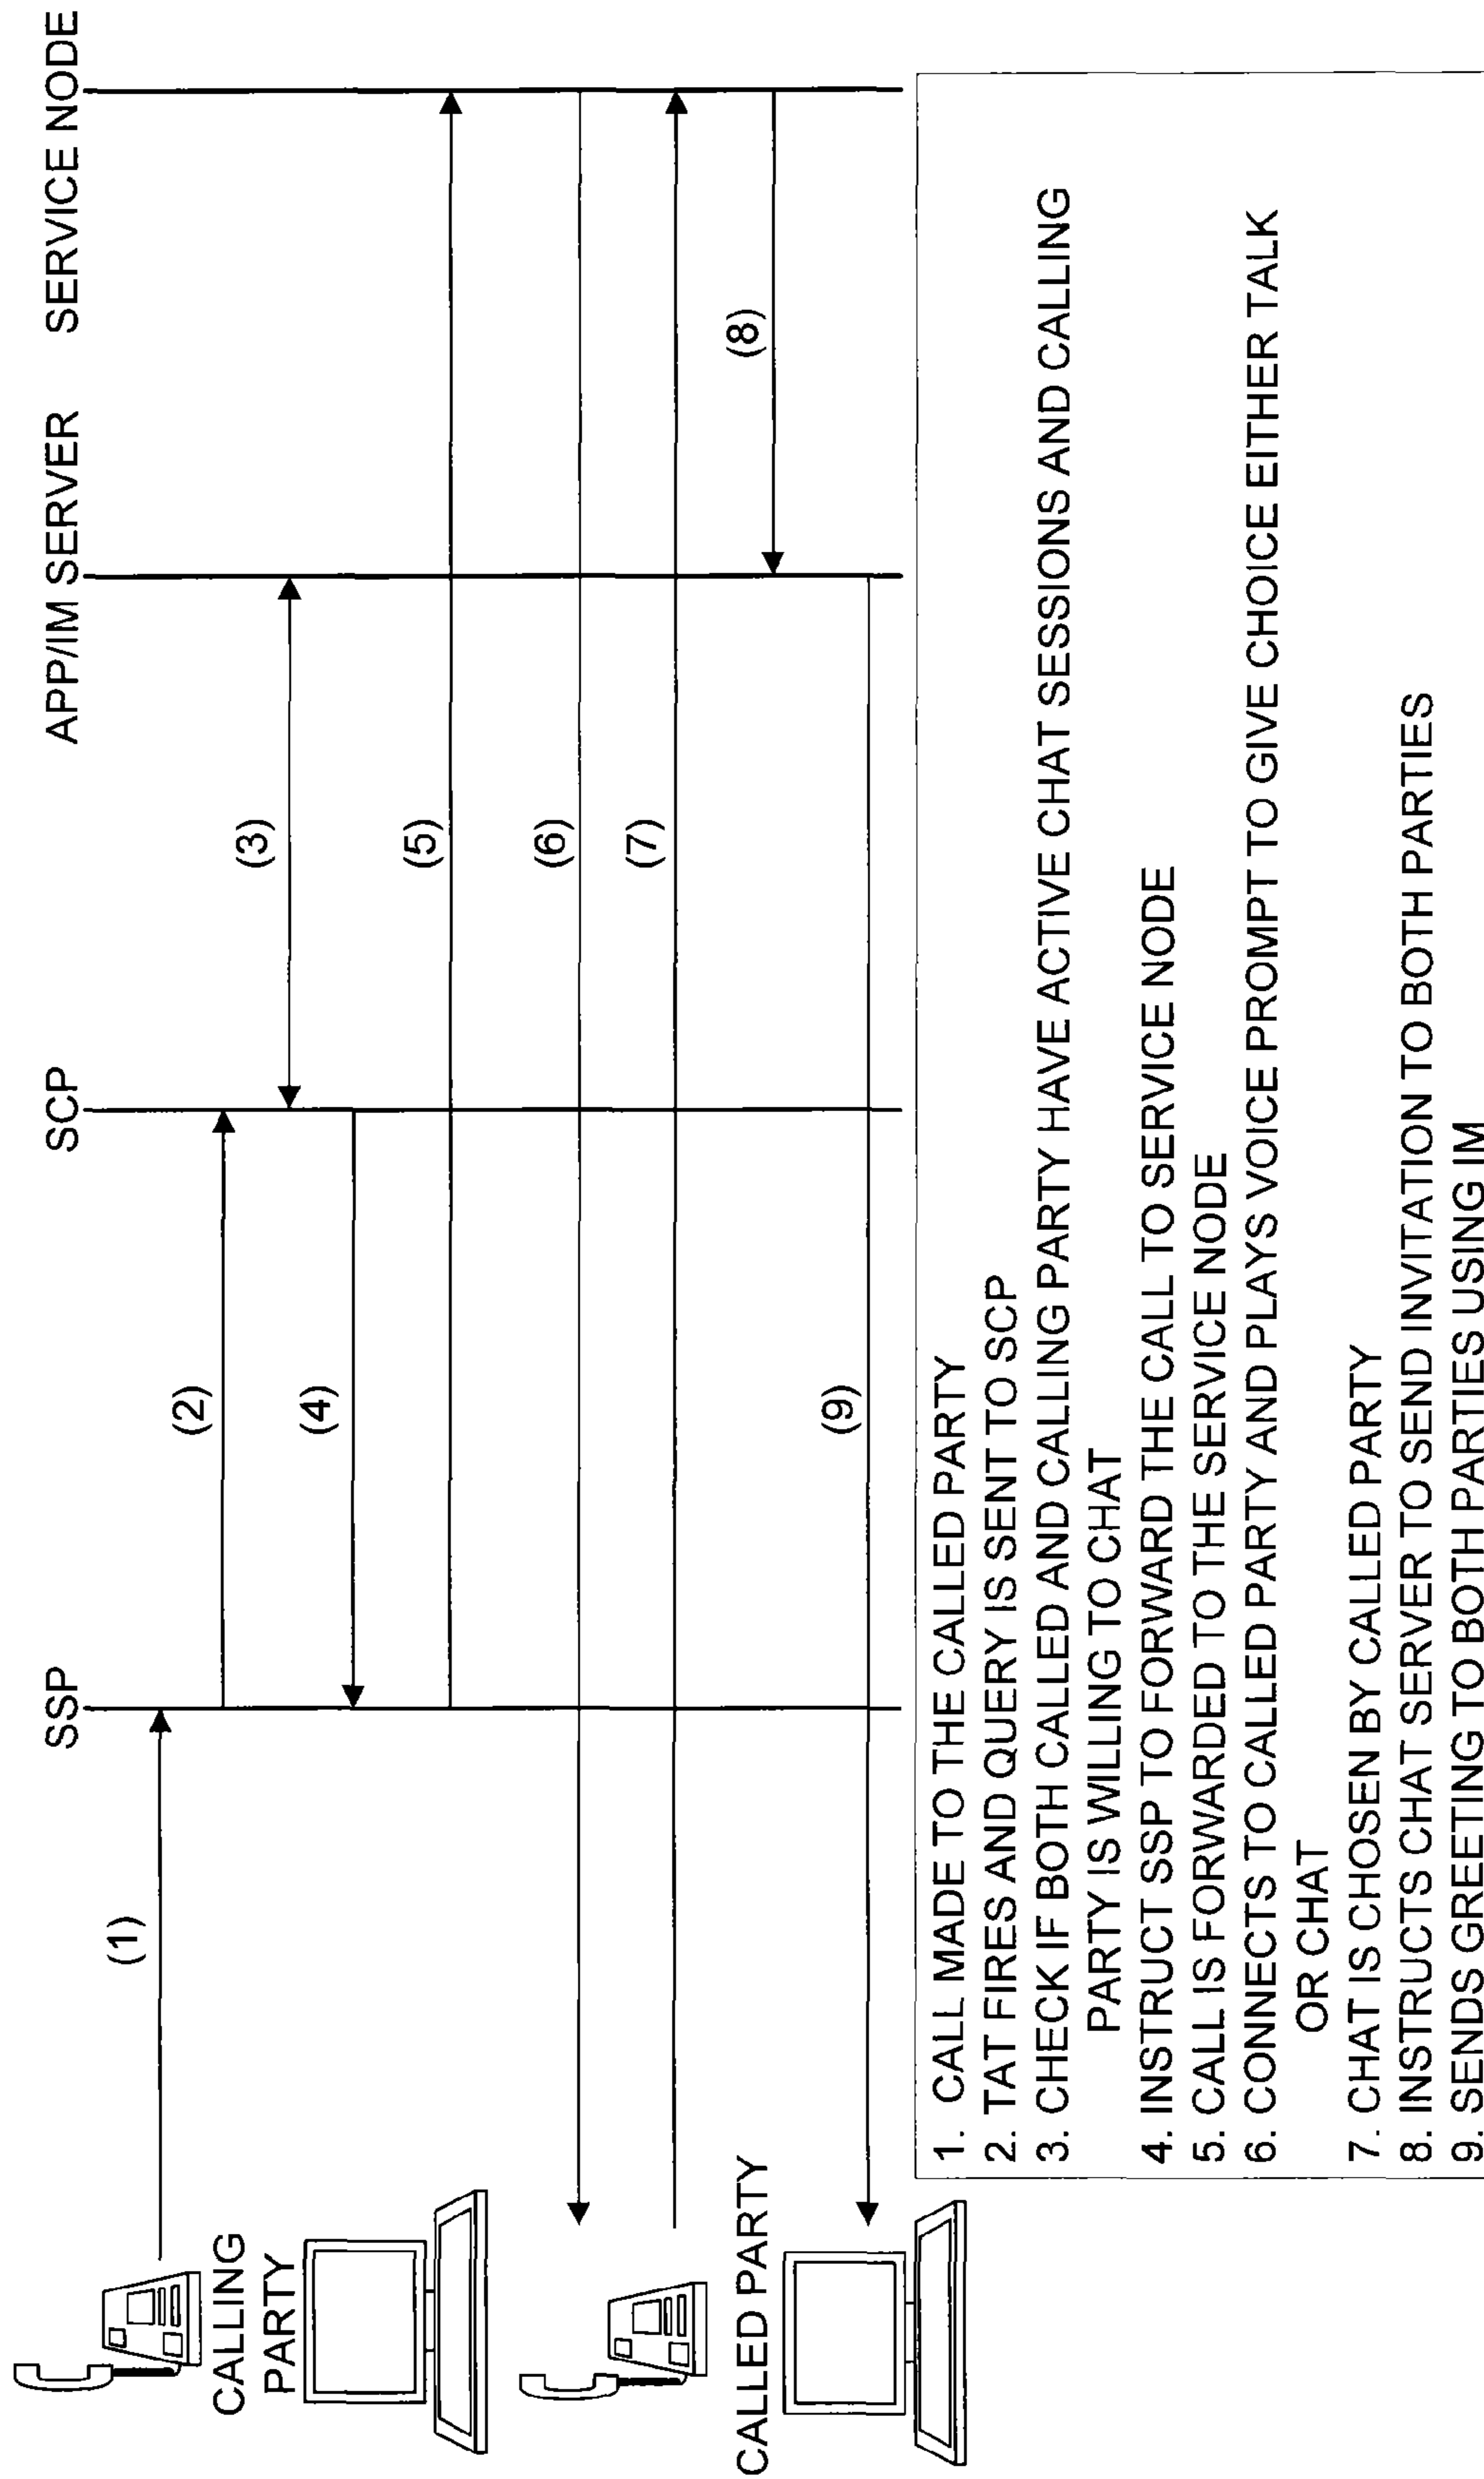 SSP
SCP
APP/IM SERVER
SERVICE NODE
(1)
(2)
(3)
(4)
(5)
(6)
(7)
(8)
(9)
CALLING
PARTY
CALLED PARTY
1. CALL MADE TO THE CALLED PARTY
2. TAT FIRES AND QUERY IS SENT TO SCP
3. CHECK IF BOTH CALLED AND CALLING PARTY HAVE ACTIVE CHAT SESSIONS AND CALLING
PARTY IS WILLING TO CHAT
4. INSTRUCT SSP TO FORWARD THE CALL TO SERVICE NODE
5. CALL IS FORWARDED TO THE SERVICE NODE
6. CONNECTS TO CALLED PARTY AND PLAYS VOICE PROMPT TO GIVE CHOICE EITHER TALK
OR CHAT
7. CHAT IS CHOSEN BY CALLED PARTY
8. INSTRUCTS CHAT SERVER TO SEND INVITATION TO BOTH PARTIES
9. SENDS GREETING TO BOTH PARTIES USING IM